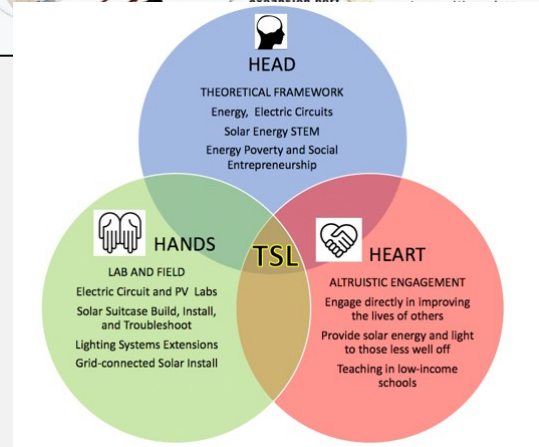 HEAD
THEORETICAL FRAMEWORK
Energy, Electric Circuits
Solar Energy STEM
Energy Poverty and Social
Entrepreneurship
HANDS
LAB AND FIELD
Electric Circuit and PV Labs
Solar Suitcase Build, Install,
and Troubleshoot
Lighting Systems Extensions
Grid-connected Solar Install
TSL
HEART
ALTRUISTIC ENGAGEMENT
Engage directly in improving
the lives of others
Provide solar energy and light
to those less well off
Teaching in low-income
schools